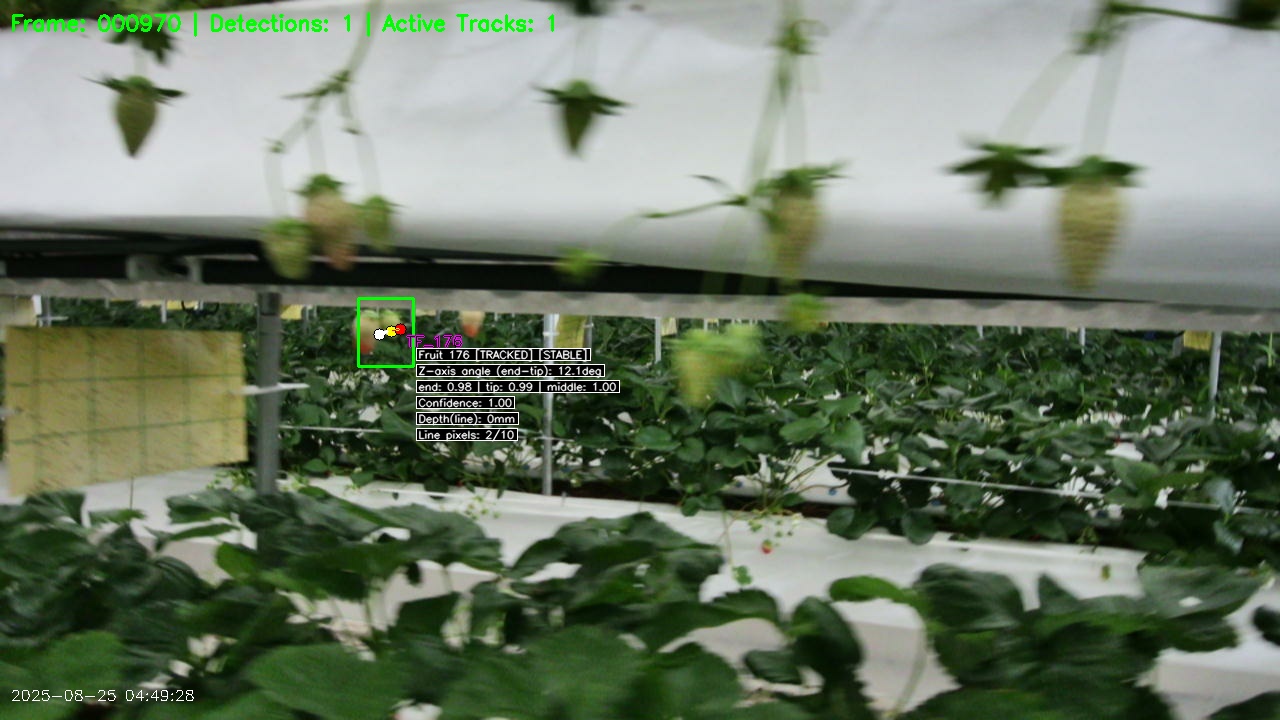 Frame: 000970 | Detections: 1 | Active Tracks: 1
TF_176
Fruit 176 [TRACKED] [STABLE]
Z-axis angle (end-tip): 12.1deg
end: 0.98 | tip: 0.99 | middle: 1.00
Confidence: 1.00
Depth(line): 0mm
Line pixels: 2/10
2025-08-25 04:49:28